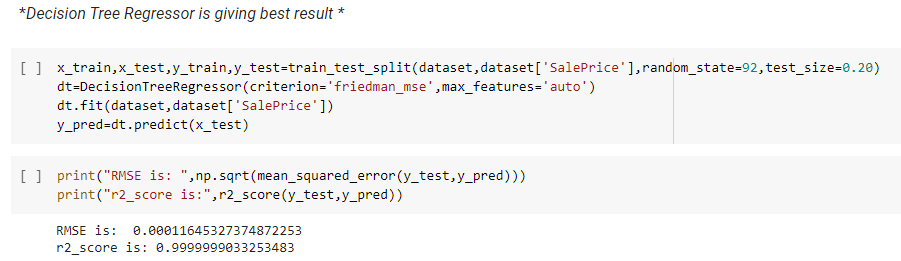 *Decision Tree Regressor is giving best result *
[ ] x_train,x_test,y_train,y_test=train_test_split(dataset,dataset['SalePrice'],random_state=92,test_size=0.20)
dt=DecisionTreeRegressor(criterion='friedman_mse',max_features='auto')
dt.fit(dataset,dataset['SalePrice'])
y_pred=dt.predict(x_test)
[ ] print("RMSE is: ",np.sqrt(mean_squared_error(y_test,y_pred)))
print("r2_score is:",r2_score(y_test,y_pred))
RMSE is:  0.00011645327374872253
r2_score is: 0.9999999033253483